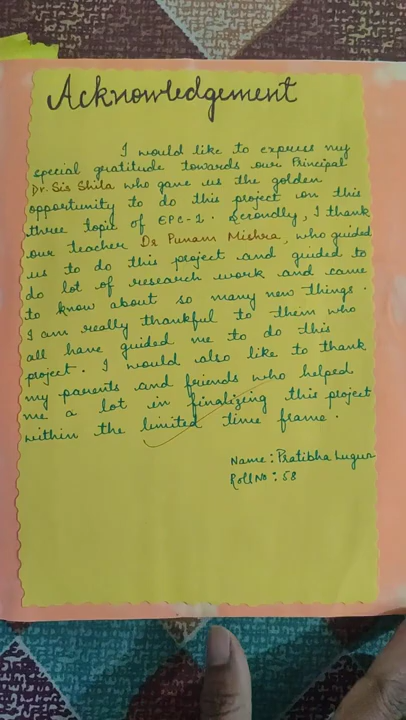 Acknowledgement
I would like to express my
special gratitude towards our Principal
Dr. Sis Shila who gave us the golden
opportunity to do this project on this
three topic of EPC-2. Secondly, I thank
our teacher Dr Punam Mishra, who guided
us to do this project and guided to
do lot of research work and came
to know about so many new things.
I am really thankful to them who
all have guided me to do this
project. I would also like to thank
my parents and friends who helped
me a lot in finalizing this project
within the limited time frame.
Name: Pratibha Lugun
Roll No: 58